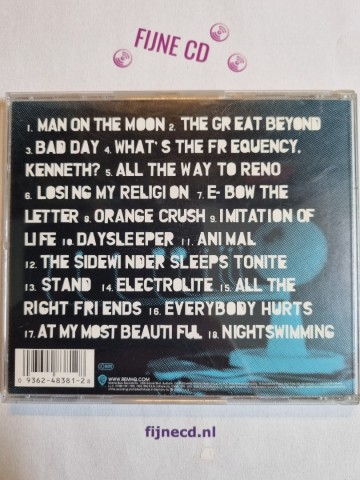 FIJNE CD
1. MAN ON THE MOON 2. THE GREAT BEYOND
3. BAD DAY 4. WHAT'S THE FREQUENCY,
KENNETH? 5. ALL THE WAY TO RENO
6. LOSING MY RELIGION 7. E-BOW THE
LETTER 8. ORANGE CRUSH 9. IMITATION OF
LIFE 10. DAYSLEEPER 11. ANIMAL
12. THE SIDEWINDER SLEEPS TONITE
13. STAND 14. ELECTROLITE 15. ALL THE
RIGHT FRIENDS 16. EVERYBODY HURTS
17. AT MY MOST BEAUTIFUL 18. NIGHTSWIMMING
WWW.REMHQ.COM
0 9362-48381-2 8
fijnecd.nl